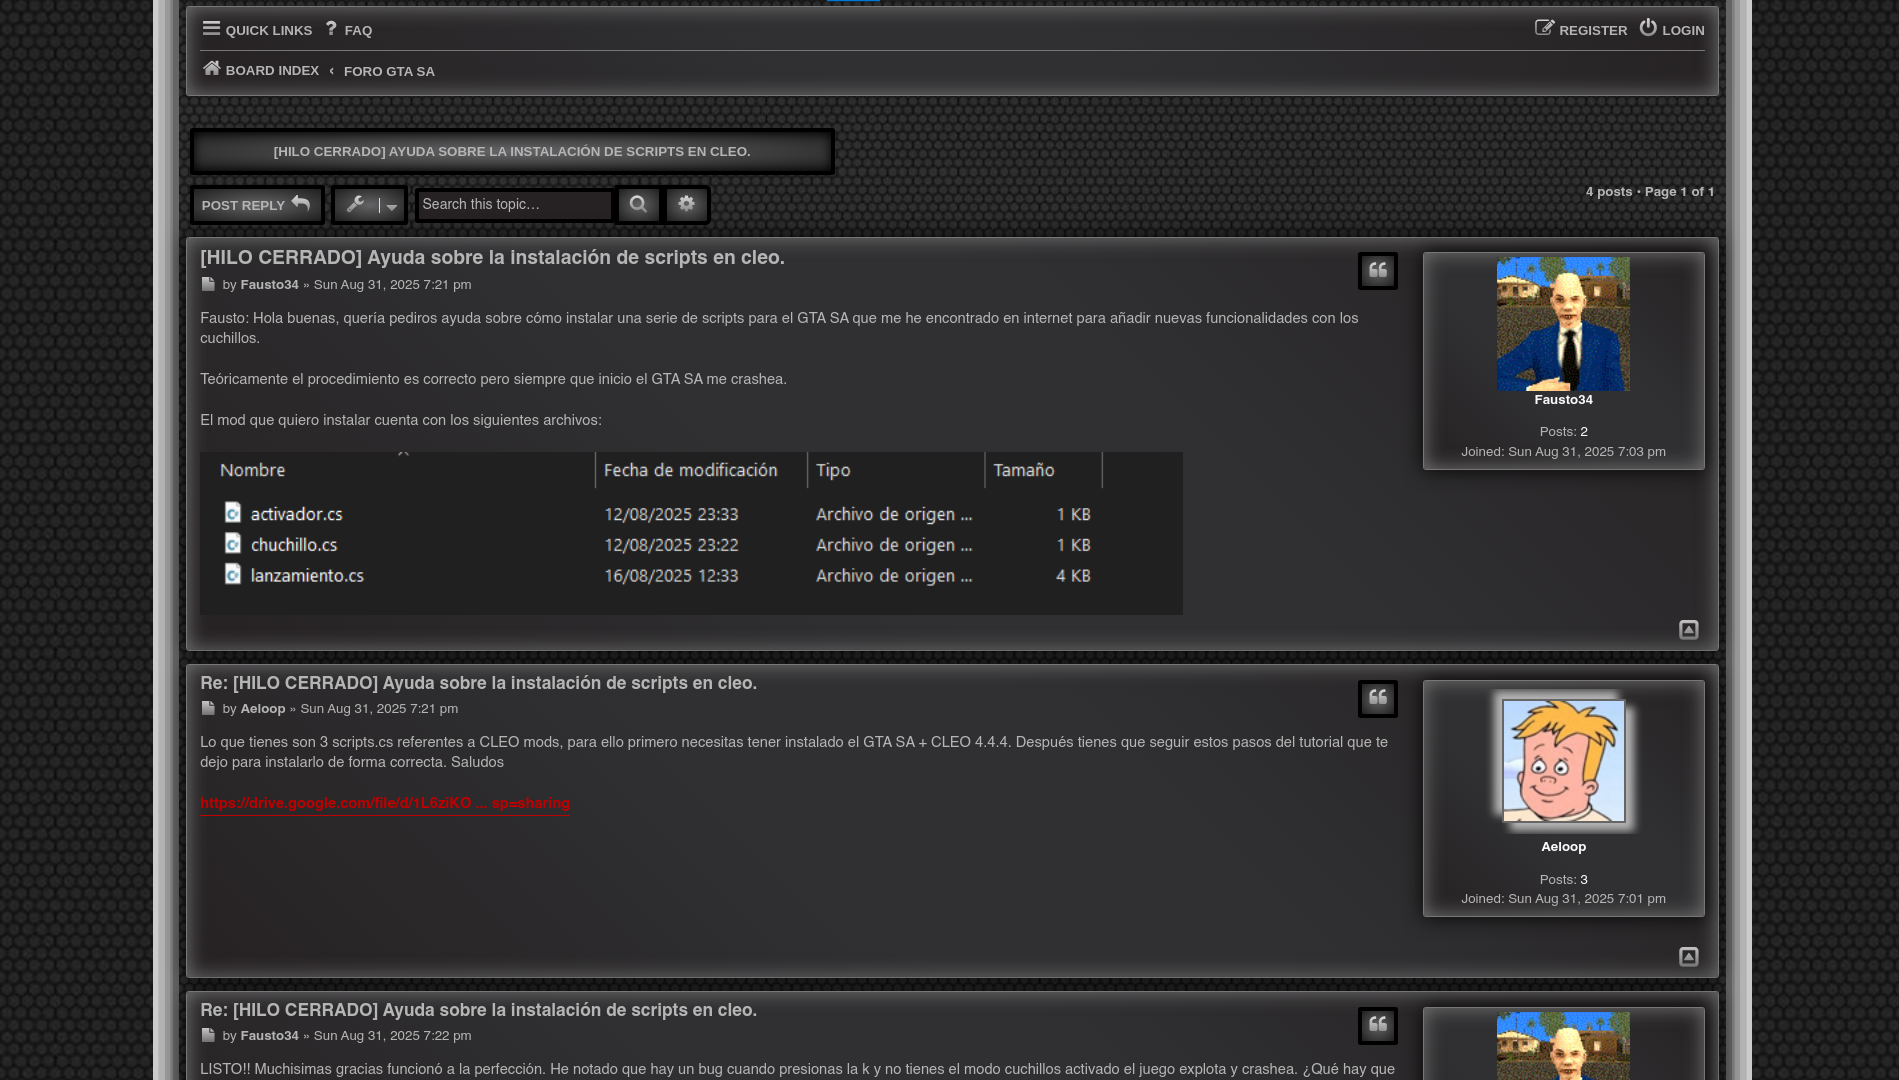 QUICK LINKS ? FAQ
REGISTER LOGIN
BOARD INDEX ‹ FORO GTA SA
[HILO CERRADO] AYUDA SOBRE LA INSTALACIÓN DE SCRIPTS EN CLEO.
POST REPLY Search this topic...
4 posts • Page 1 of 1
[HILO CERRADO] Ayuda sobre la instalación de scripts en cleo.
by Fausto34 » Sun Aug 31, 2025 7:21 pm
Fausto: Hola buenas, quería pediros ayuda sobre cómo instalar una serie de scripts para el GTA SA que me he encontrado en internet para añadir nuevas funcionalidades con los
cuchillos.
Teóricamente el procedimiento es correcto pero siempre que inicio el GTA SA me crashea.
El mod que quiero instalar cuenta con los siguientes archivos:
Nombre Fecha de modificación Tipo Tamaño
activador.cs 12/08/2025 23:33 Archivo de origen ... 1 KB
chuchillo.cs 12/08/2025 23:22 Archivo de origen ... 1 KB
lanzamiento.cs 16/08/2025 12:33 Archivo de origen ... 4 KB
Fausto34
Posts: 2
Joined: Sun Aug 31, 2025 7:03 pm
Re: [HILO CERRADO] Ayuda sobre la instalación de scripts en cleo.
by Aeloop » Sun Aug 31, 2025 7:21 pm
Lo que tienes son 3 scripts.cs referentes a CLEO mods, para ello primero necesitas tener instalado el GTA SA + CLEO 4.4.4. Después tienes que seguir estos pasos del tutorial que te
dejo para instalarlo de forma correcta. Saludos
https://drive.google.com/file/d/1L6ziKO ... sp=sharing
Aeloop
Posts: 3
Joined: Sun Aug 31, 2025 7:01 pm
Re: [HILO CERRADO] Ayuda sobre la instalación de scripts en cleo.
by Fausto34 » Sun Aug 31, 2025 7:22 pm
LISTO!! Muchisimas gracias funcionó a la perfección. He notado que hay un bug cuando presionas la k y no tienes el modo cuchillos activado el juego explota y crashea. ¿Qué hay que